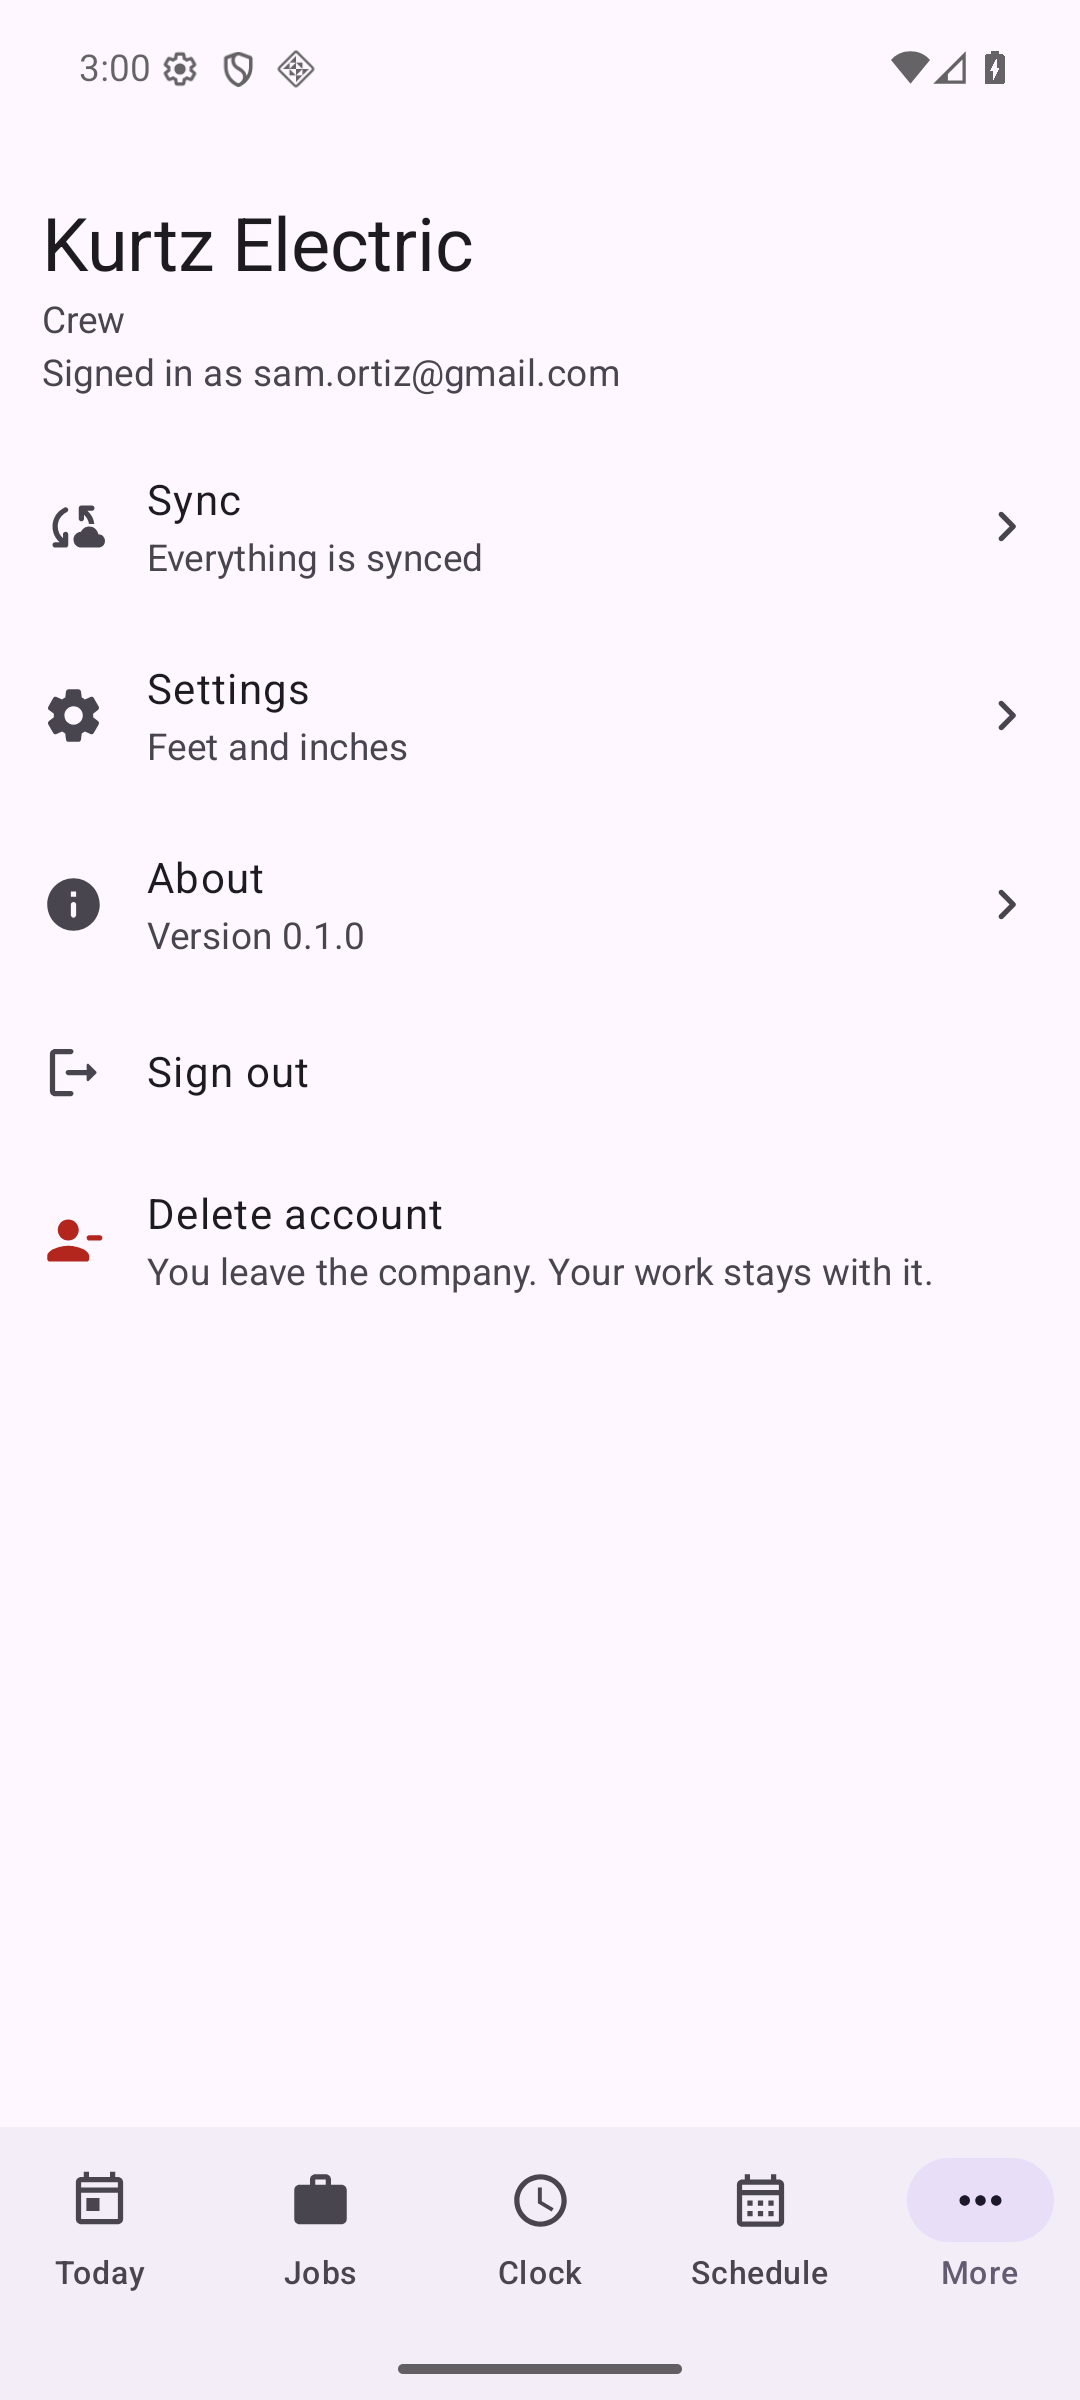 3:00
Kurtz Electric
Crew
Signed in as sam.ortiz@gmail.com
Sync
Everything is synced
Settings
Feet and inches
About
Version 0.1.0
Sign out
Delete account
You leave the company. Your work stays with it.
Today
Jobs
Clock
Schedule
More